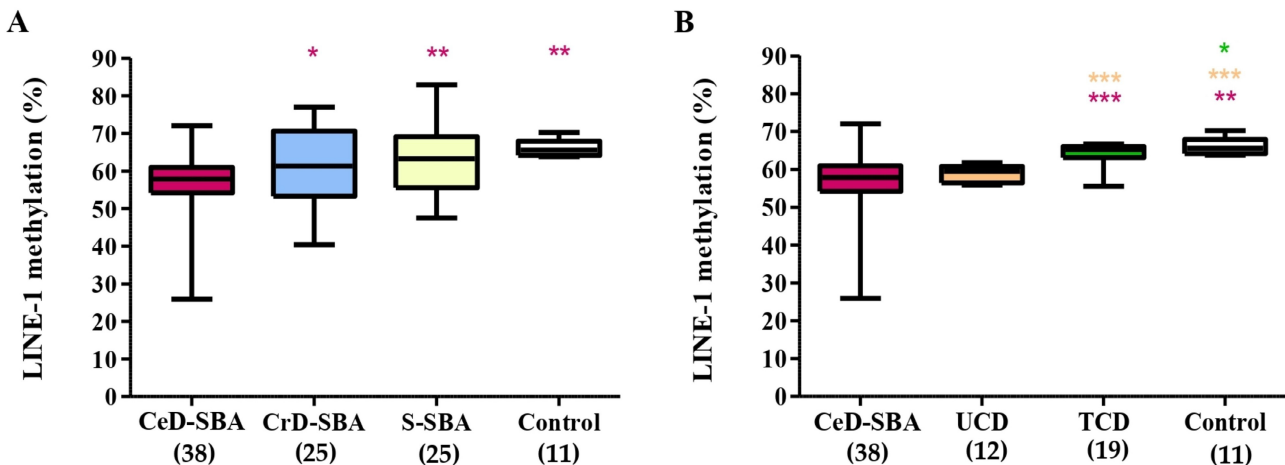 A
LINE-1 methylation (%)
90
80
70
60
50
40
30
20
10
0
* ** **
CeD-SBA CrD-SBA S-SBA Control
(38) (25) (25) (11)
B
LINE-1 methylation (%)
90
80
70
60
50
40
30
20
10
0
*
*** ***
*** **
CeD-SBA UCD TCD Control
(38) (12) (19) (11)